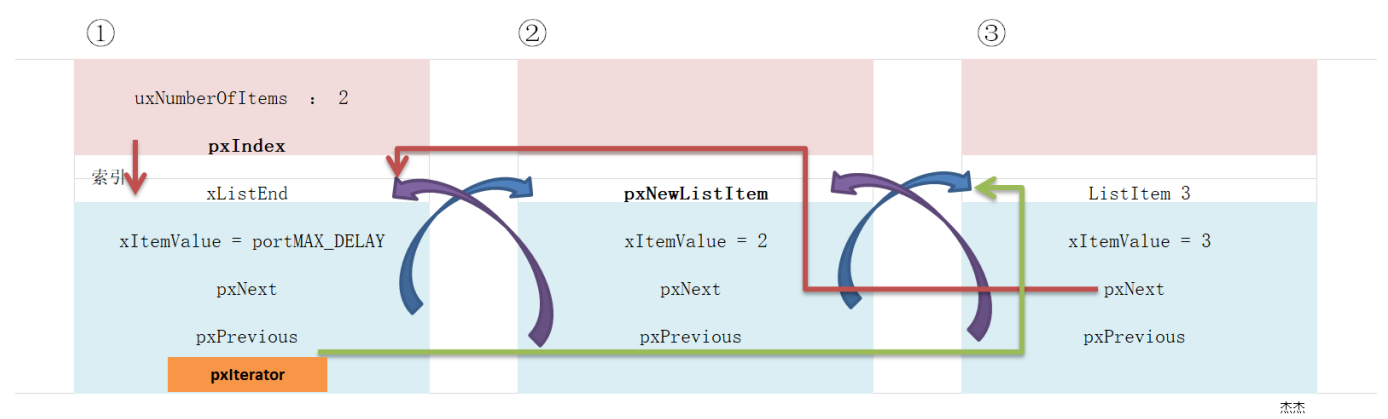 ① ② ③
uxNumberOfItems ： 2
pxIndex
索引
xListEnd pxNewListItem ListItem 3
xItemValue = portMAX_DELAY xItemValue = 2 xItemValue = 3
pxNext pxNext pxNext
pxPrevious pxPrevious pxPrevious
pxIterator
杰杰